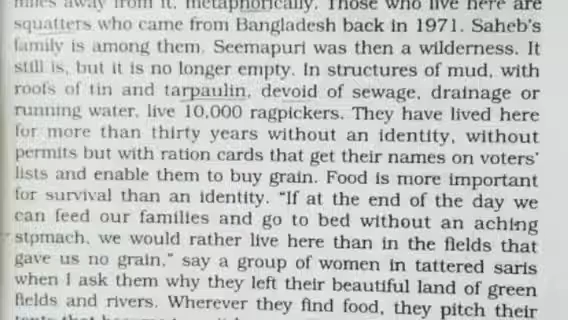 miles away from it, metaphorically. Those who live here are
squatters who came from Bangladesh back in 1971. Saheb's
family is among them. Seemapuri was then a wilderness. It
still is, but it is no longer empty. In structures of mud, with
roofs of tin and tarpaulin, devoid of sewage, drainage or
running water, live 10,000 ragpickers. They have lived here
for more than thirty years without an identity, without
permits but with ration cards that get their names on voters'
lists and enable them to buy grain. Food is more important
for survival than an identity. "If at the end of the day we
can feed our families and go to bed without an aching
stomach, we would rather live here than in the fields that
gave us no grain," say a group of women in tattered saris
when I ask them why they left their beautiful land of green
fields and rivers. Wherever they find food, they pitch their
tents that